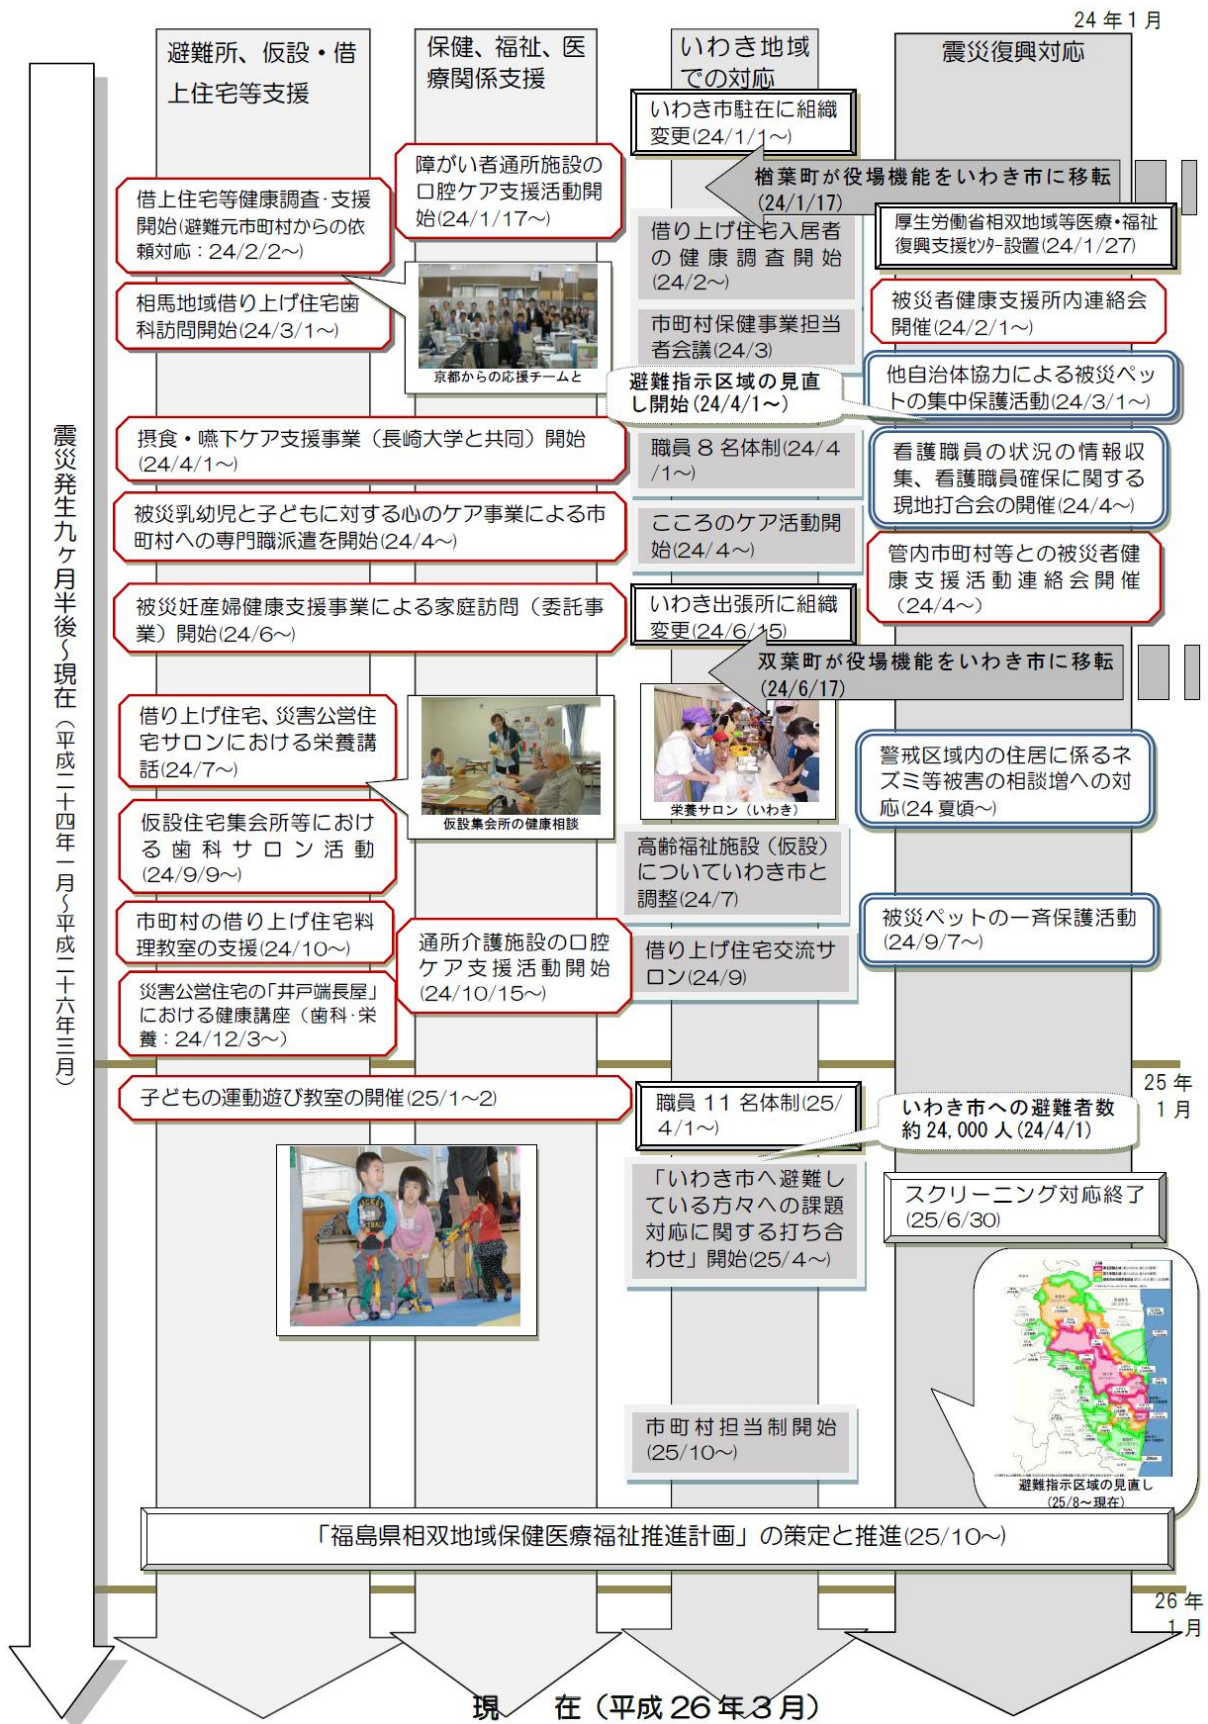 24年1月
避難所、仮設・借
上住宅等支援
保健、福祉、医
療関係支援
いわき地域
での対応
震災復興対応
震災発生九ヶ月半後～現在（平成二十四年一月～平成二十六年三月）
いわき市駐在に組織
変更(24/1/1～)
障がい者通所施設の
口腔ケア支援活動開
始(24/1/17～)
楢葉町が役場機能をいわき市に移転
(24/1/17)
借上住宅等健康調査･支援
開始(避難元市町村からの依
頼対応：24/2/2～)
借り上げ住宅入居者
の健康調査開始
(24/2～)
厚生労働省相双地域等医療・福祉
復興支援ｾﾝﾀｰ設置(24/1/27)
相馬地域借り上げ住宅歯
科訪問開始(24/3/1～)
京都からの応援チームと
市町村保健事業担当
者会議(24/3)
被災者健康支援所内連絡会
開催(24/2/1～)
避難指示区域の見直
し開始(24/4/1～)
他自治体協力による被災ペッ
トの集中保護活動(24/3/1～)
摂食・嚥下ケア支援事業（長崎大学と共同）開始
(24/4/1～)
職員 8 名体制(24/4
/1～)
看護職員の状況の情報収
集、看護職員確保に関する
現地打合会の開催(24/4～)
被災乳幼児と子どもに対する心のケア事業による市
町村への専門職派遣を開始(24/4～)
こころのケア活動開
始(24/4～)
管内市町村等との被災者健
康支援活動連絡会開催
（24/4～）
被災妊産婦健康支援事業による家庭訪問（委託事
業）開始(24/6～)
いわき出張所に組織
変更(24/6/15)
双葉町が役場機能をいわき市に移転
(24/6/17)
借り上げ住宅、災害公営住
宅サロンにおける栄養講
話(24/7～)
仮設集会所の健康相談
栄養サロン（いわき）
警戒区域内の住居に係るネ
ズミ等被害の相談増への対
応(24 夏頃～)
仮設住宅集会所等におけ
る歯科サロン活動
(24/9/9～)
高齢福祉施設（仮設）
についていわき市と
調整(24/7)
市町村の借り上げ住宅料
理教室の支援(24/10～)
通所介護施設の口腔
ケア支援活動開始
(24/10/15～)
借り上げ住宅交流サ
ロン(24/9)
被災ペットの一斉保護活動
(24/9/7～)
災害公営住宅の｢井戸端長屋｣
における健康講座（歯科･栄
養：24/12/3～）
25年
1月
子どもの運動遊び教室の開催(25/1～2)
職員 11 名体制(25/
4/1～)
いわき市への避難者数
約 24,000 人(24/4/1)
「いわき市へ避難し
ている方々への課題
対応に関する打ち合
わせ」開始(25/4～)
スクリーニング対応終了
(25/6/30)
避難指示区域の見直し
(25/8～現在)
市町村担当制開始
(25/10～)
「福島県相双地域保健医療福祉推進計画」の策定と推進(25/10～)
26年
1月
現　在（平成 26 年 3 月）